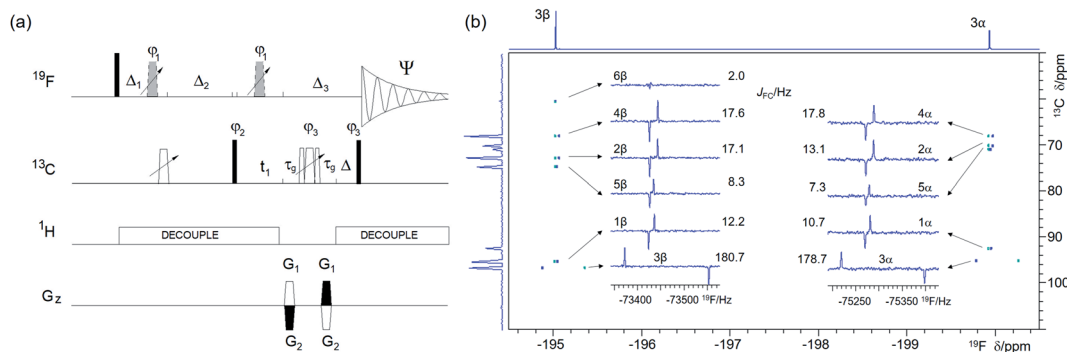 (a)
φ1 φ1
19F Δ1 Δ2 Δ3 Ψ
φ2 φ3 φ3
13C t1 τg τg Δ
1H DECOUPLE DECOUPLE
G1 G1
Gz
G2 G2
(b)
3β 3α
6β 2.0 JFC/Hz
4β 17.6 17.8 4α
2β 17.1 13.1 2α
5β 8.3 7.3 5α
1β 12.2 10.7 1α
3β 180.7 178.7 3α
-73400 -73500 19F/Hz -75250 -75350 19F/Hz
13C δ/ppm
70
80
90
100
-195 -196 -197 -198 -199 19F δ/ppm